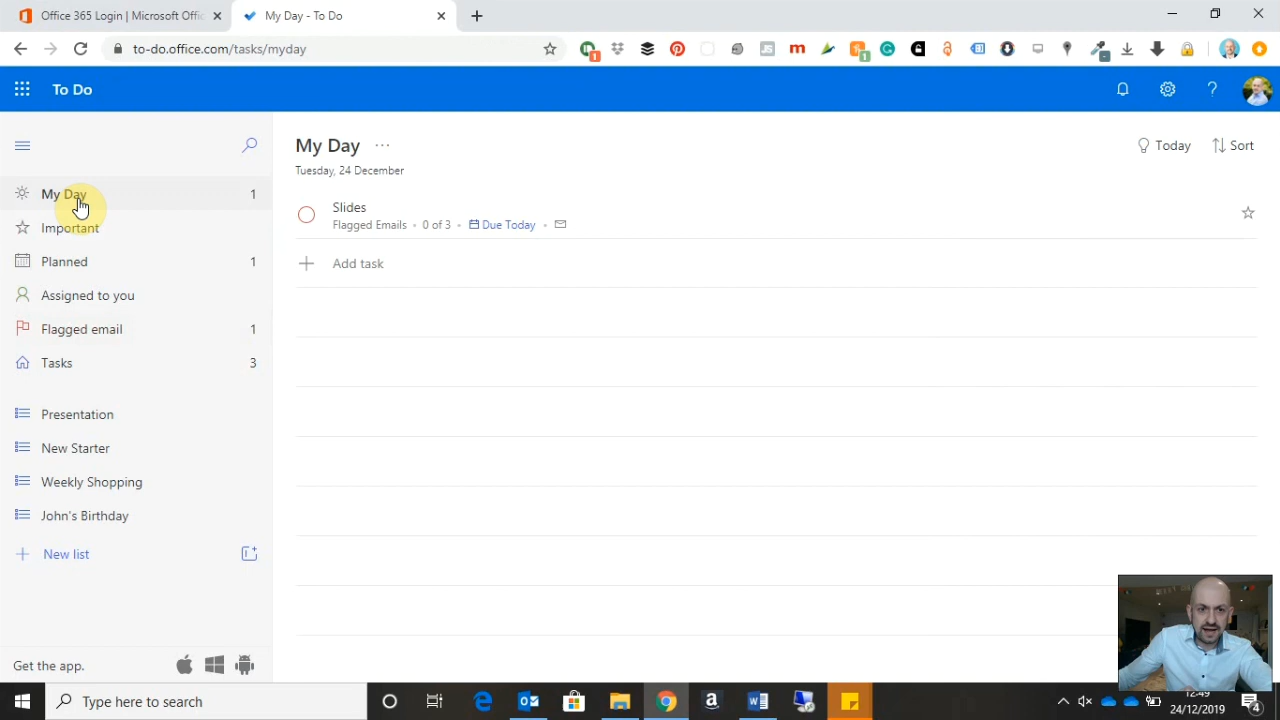 Office 365 Login | Microsoft Offic
My Day - To Do
to-do.office.com/tasks/myday
To Do
My Day 1
Important
Planned 1
Assigned to you
Flagged email 1
Tasks 3
Presentation
New Starter
Weekly Shopping
John's Birthday
New list
Get the app.
My Day ...
Today
Sort
Tuesday, 24 December
Slides
Flagged Emails • 0 of 3 • Due Today •
Add task
Type here to search
12:49
24/12/2019
4